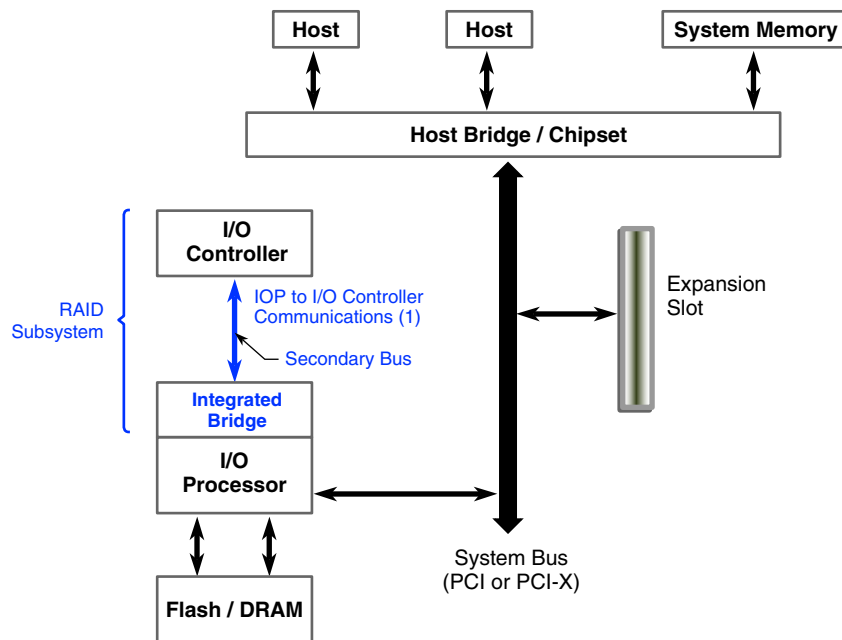 Host
Host
System Memory
Host Bridge / Chipset
I/O
Controller
RAID
Subsystem
IOP to I/O Controller
Communications (1)
Secondary Bus
Expansion
Slot
Integrated
Bridge
I/O
Processor
System Bus
(PCI or PCI-X)
Flash / DRAM